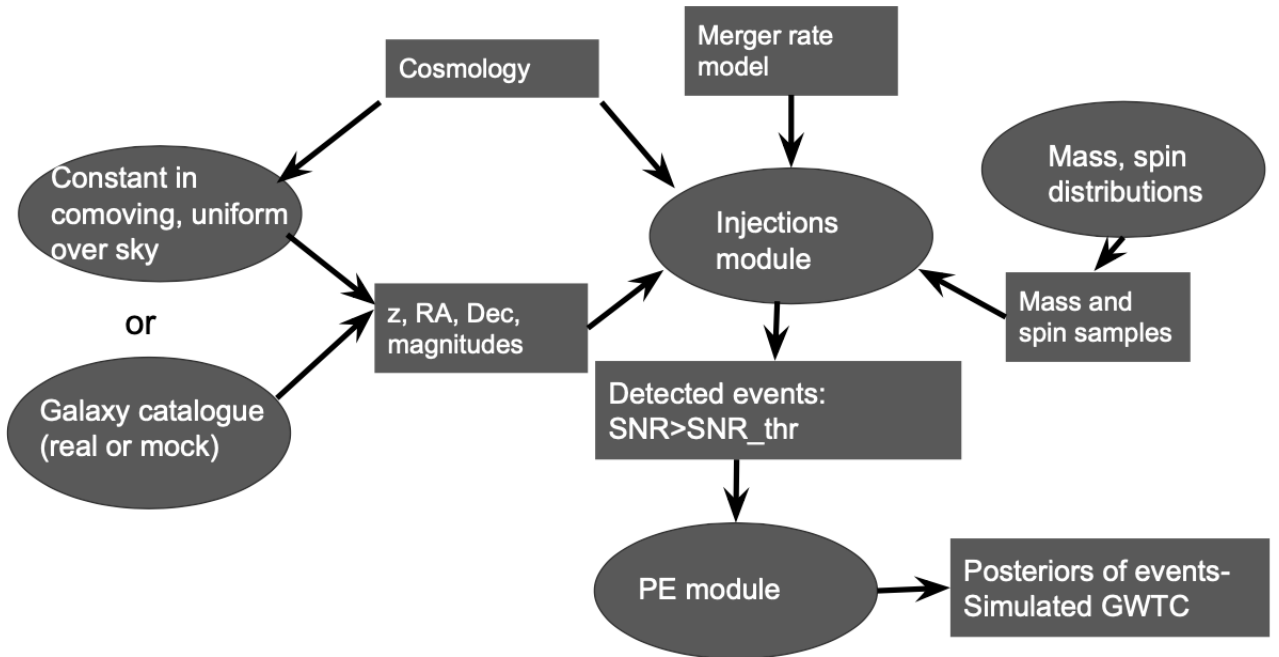 Merger rate
model
Cosmology
Mass, spin
distributions
Constant in
comoving, uniform
over sky
Injections
module
or
z, RA, Dec,
magnitudes
Mass and
spin samples
Galaxy catalogue
(real or mock)
Detected events:
SNR>SNR_thr
PE module
Posteriors of events-
Simulated GWTC